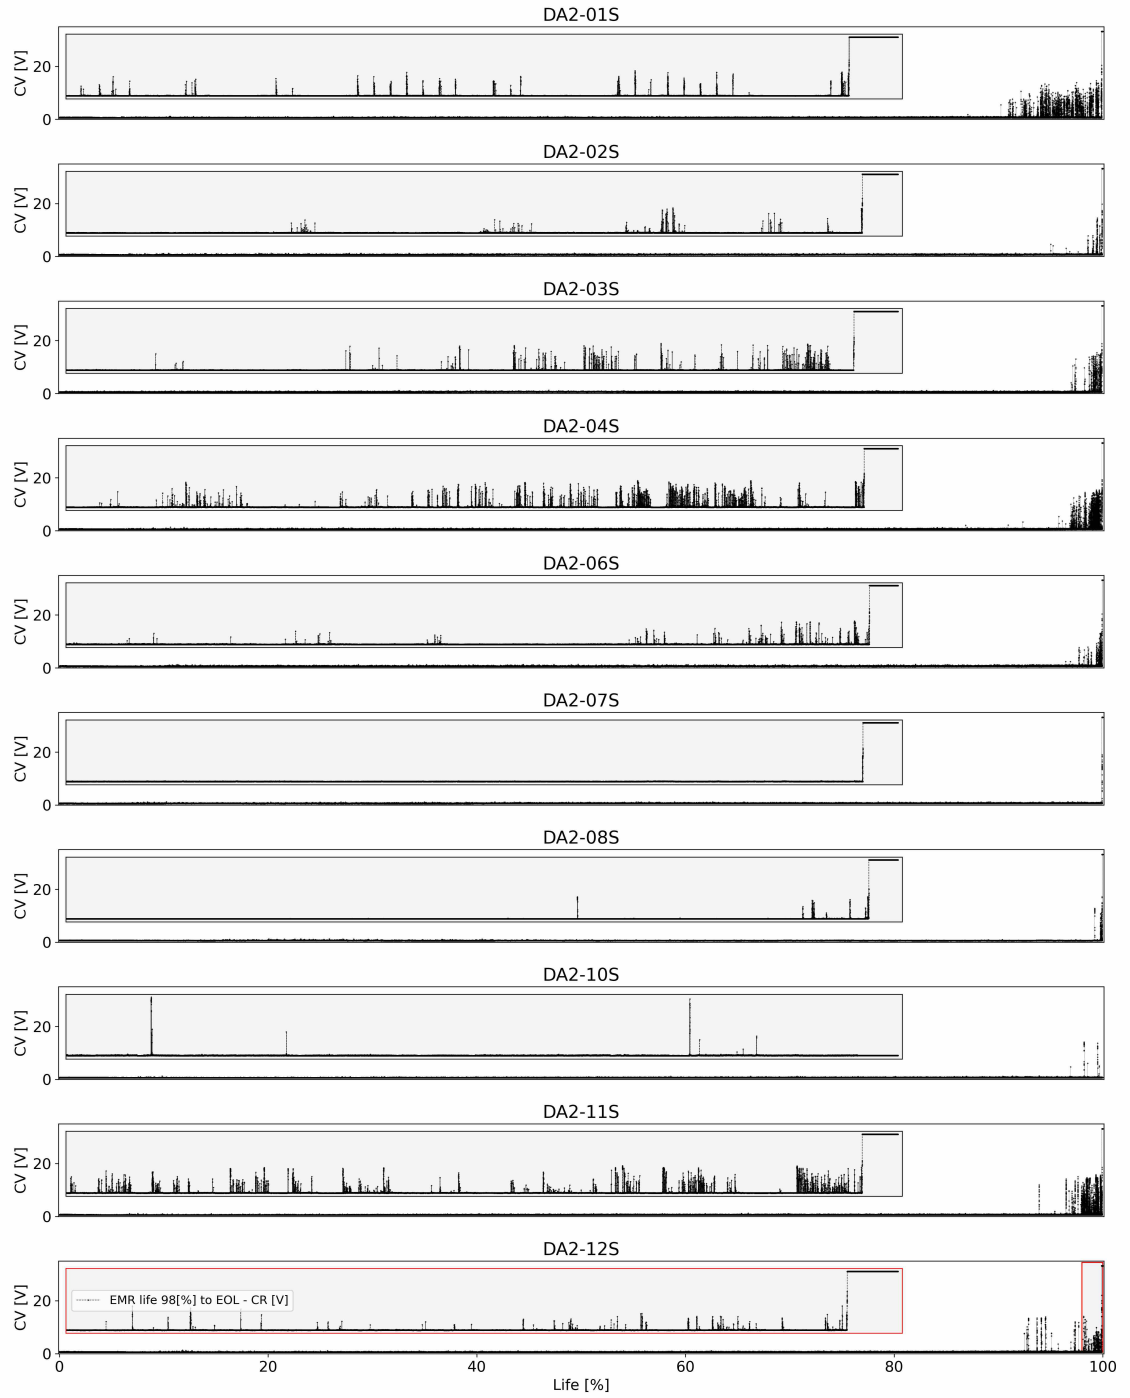 DA2-01S
CV [V]
20
0
DA2-02S
CV [V]
20
0
DA2-03S
CV [V]
20
0
DA2-04S
CV [V]
20
0
DA2-06S
CV [V]
20
0
DA2-07S
CV [V]
20
0
DA2-08S
CV [V]
20
0
DA2-10S
CV [V]
20
0
DA2-11S
CV [V]
20
0
DA2-12S
CV [V]
20
EMR life 98[%] to EOL - CR [V]
0
0 20 40 60 80 100
Life [%]